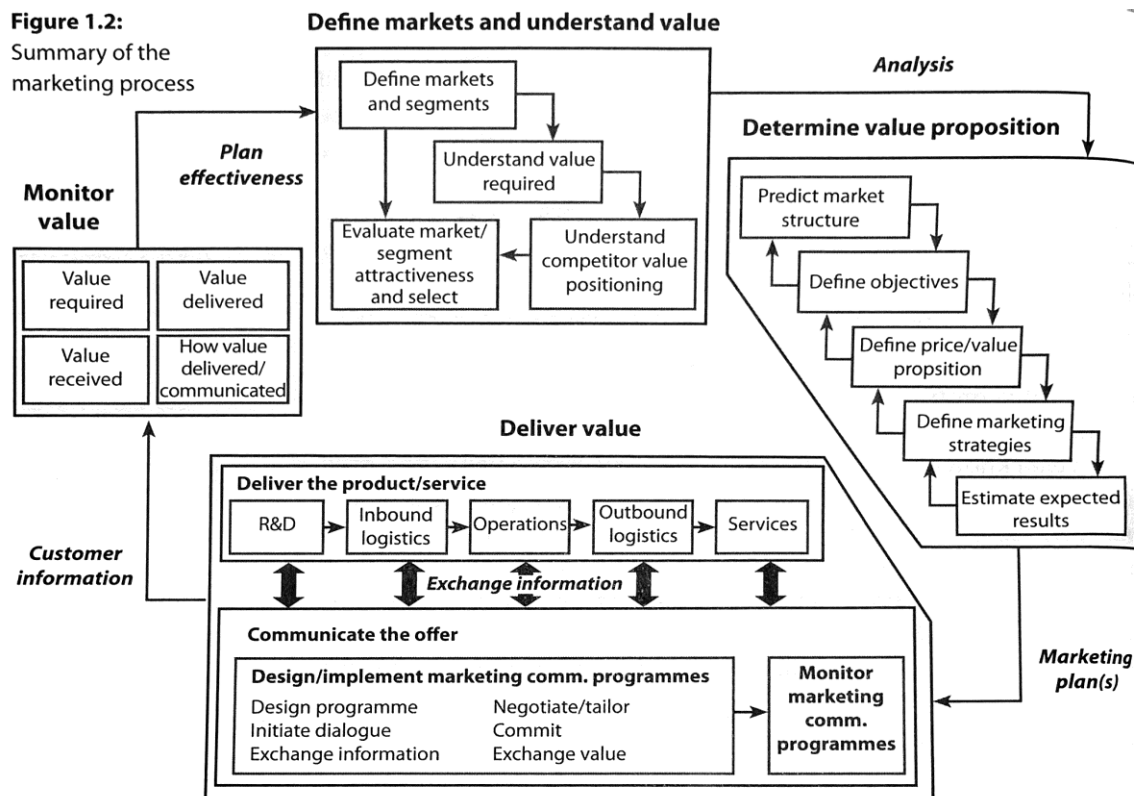 Figure 1.2:
Summary of the
marketing process
Define markets and understand value
Define markets
and segments
Understand value
required
Evaluate market/
segment
attractiveness
and select
Understand
competitor value
positioning
Analysis
Determine value proposition
Predict market
structure
Define objectives
Define price/value
propsition
Define marketing
strategies
Estimate expected
results
Plan
effectiveness
Monitor
value
Value
required
Value
delivered
Value
received
How value
delivered/
communicated
Customer
information
Deliver value
Deliver the product/service
R&D
Inbound
logistics
Operations
Outbound
logistics
Services
Exchange information
Communicate the offer
Design/implement marketing comm. programmes
Design programme
Negotiate/tailor
Initiate dialogue
Commit
Exchange information
Exchange value
Monitor
marketing
comm.
programmes
Marketing
plan(s)